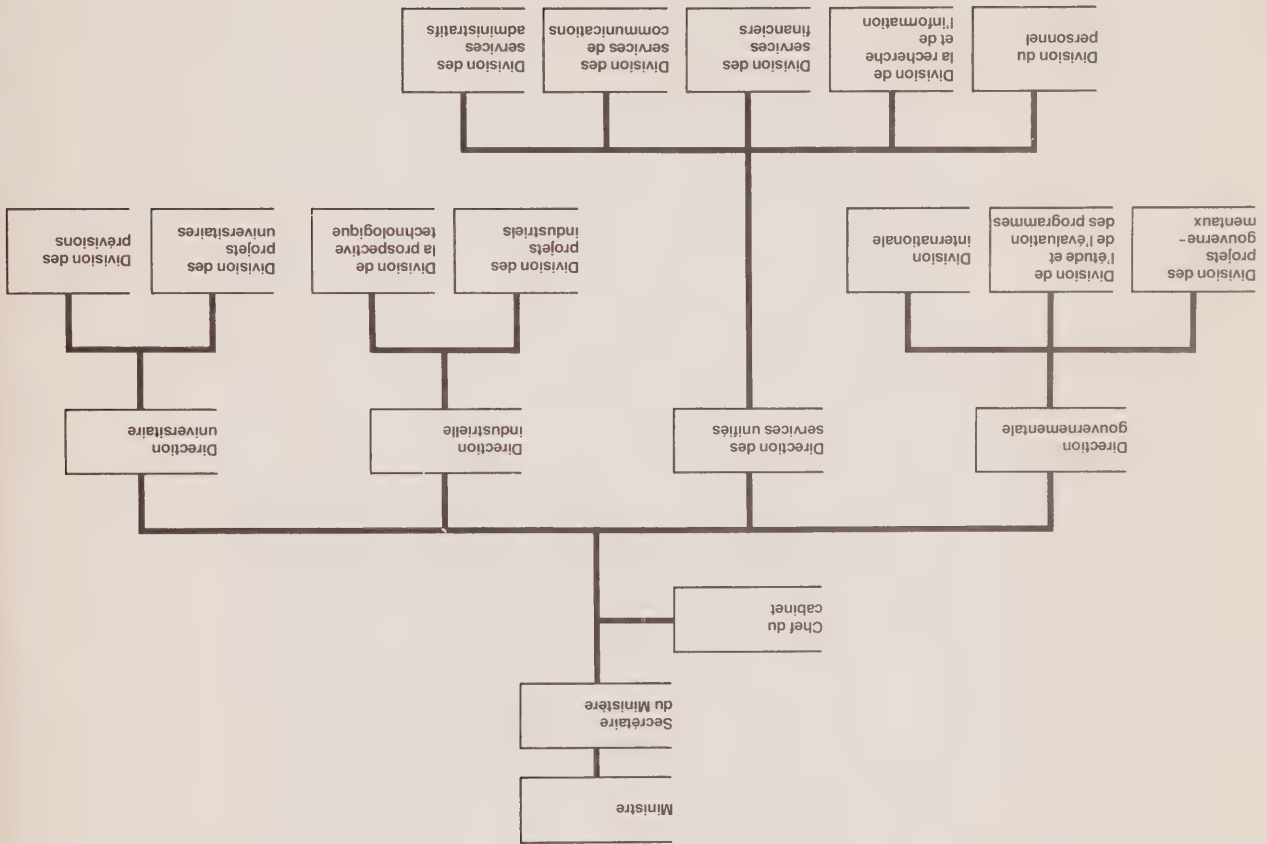 Ministre
Secrétaire
du Ministère
Chef du
cabinet
Direction
gouvernementale
Direction des
services unifiés
Direction
industrielle
Direction
universitaire
Division des
projets
gouverne-
mentaux
Division de
l'étude et
de l'évaluation
des programmes
Division
internationale
Division des
projets
industriels
Division de
la prospective
technologique
Division des
projets
universitaires
Division des
prévisions
Division du
personnel
Division de
la recherche
et de
l'information
Division des
services
financiers
Division des
services de
communications
Division des
services
administratifs